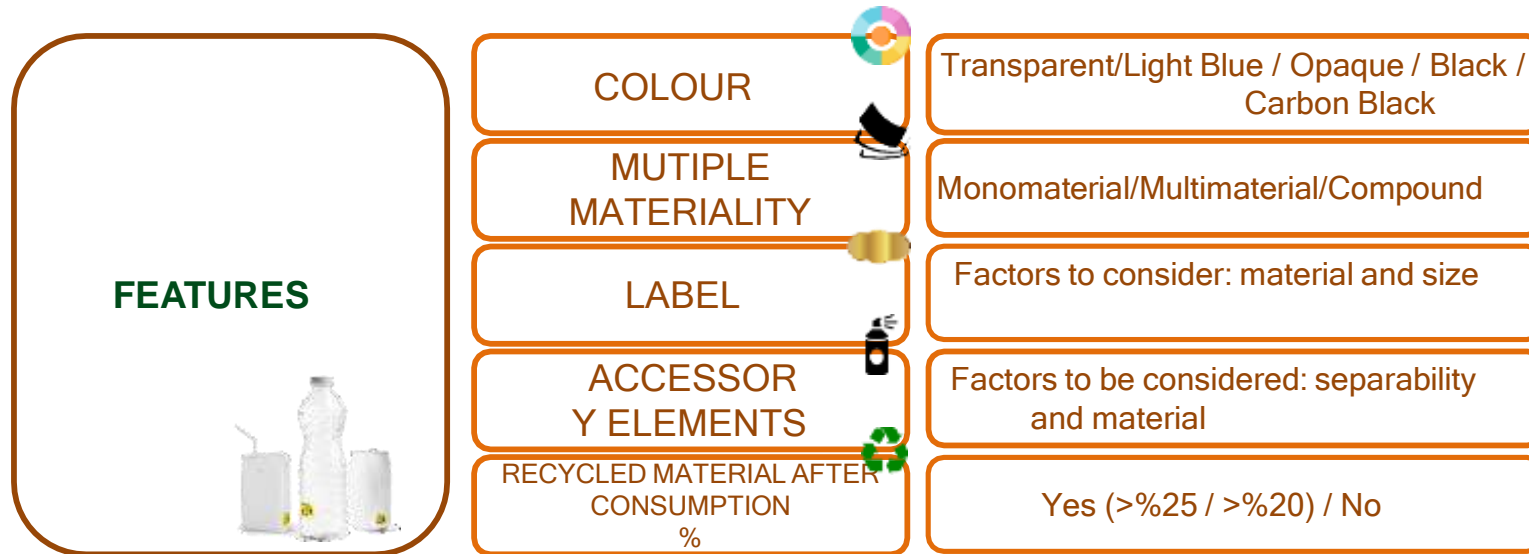 FEATURES
COLOUR
Transparent/Light Blue / Opaque / Black /
Carbon Black
MUTIPLE
MATERIALITY
Monomaterial/Multimaterial/Compound
LABEL
Factors to consider: material and size
ACCESSOR
Y ELEMENTS
Factors to be considered: separability
and material
RECYCLED MATERIAL AFTER
CONSUMPTION
%
Yes (>%25 / >%20) / No